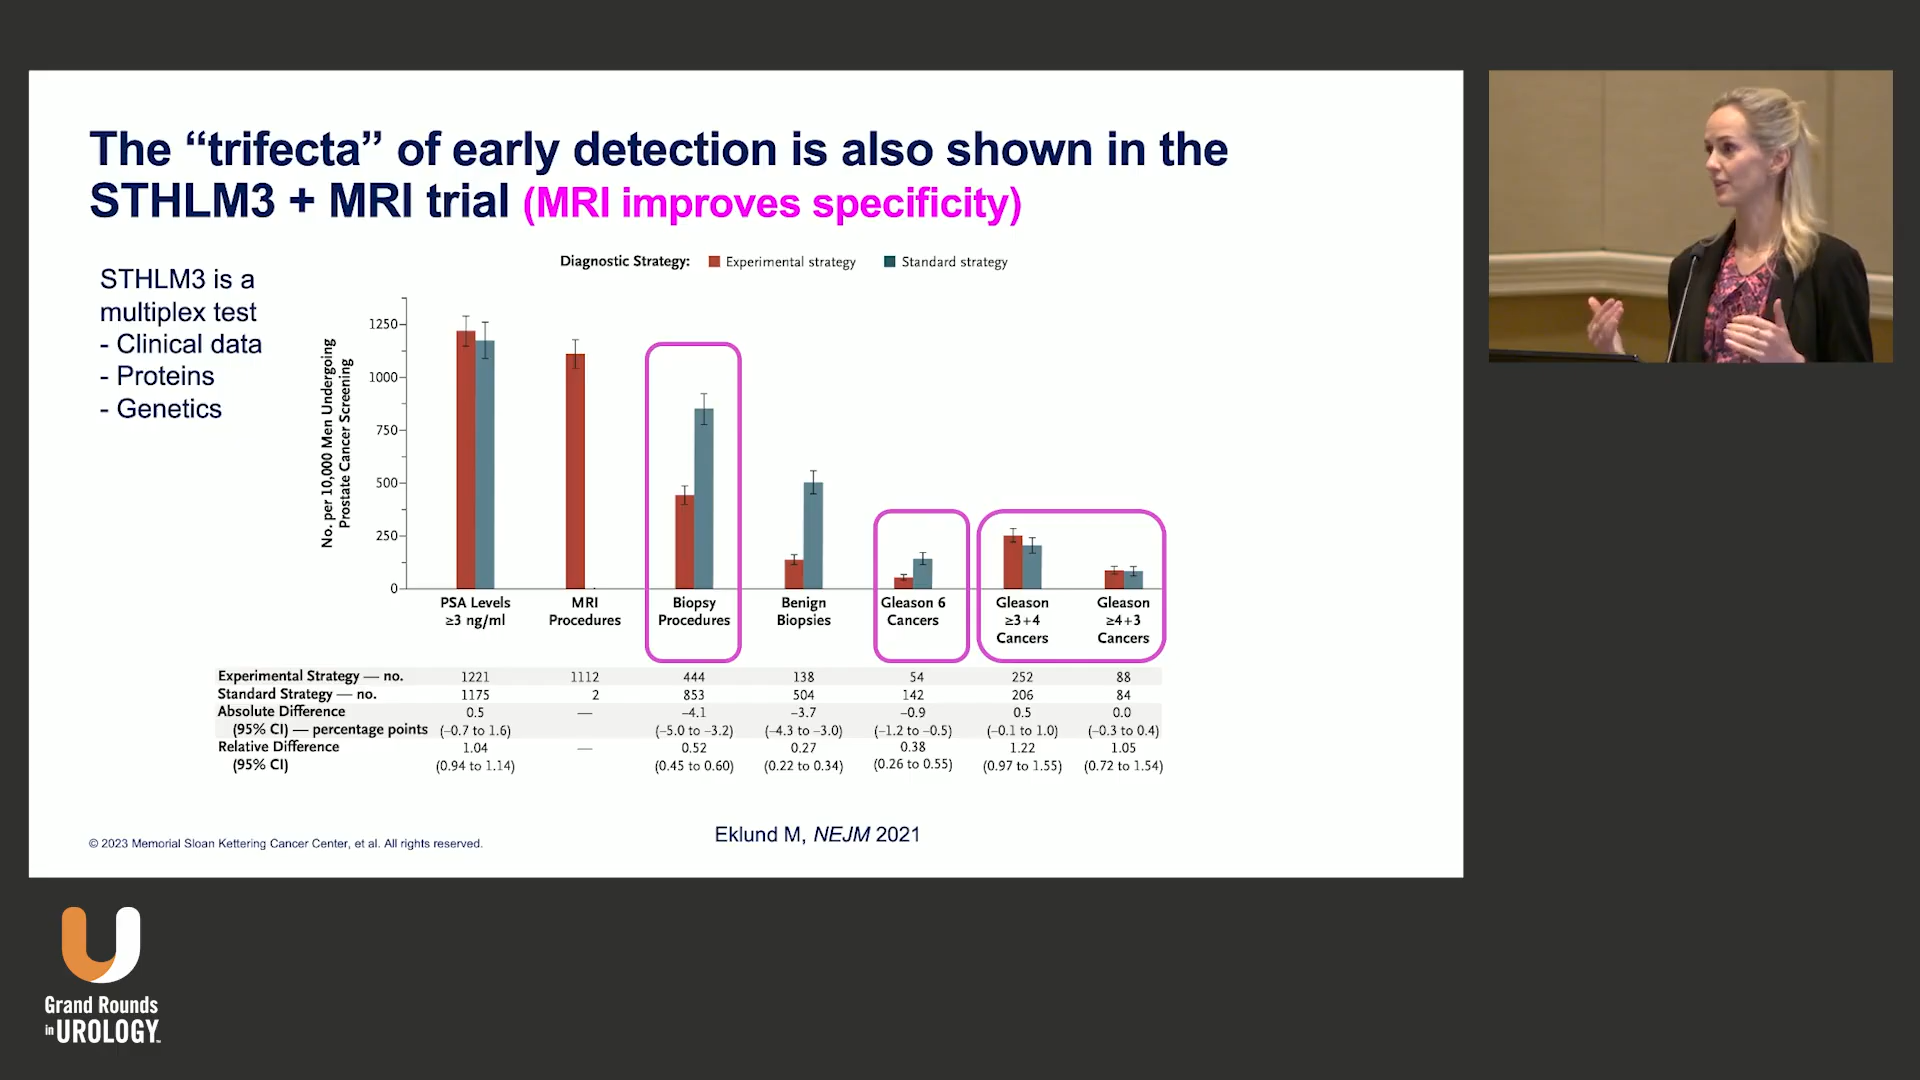 The “trifecta” of early detection is also shown in the
STHLM3 + MRI trial (MRI improves specificity)
STHLM3 is a
multiplex test
- Clinical data
- Proteins
- Genetics
Diagnostic Strategy: Experimental strategy Standard strategy
No. per 10,000 Men Undergoing
Prostate Cancer Screening
1250
1000
750
500
250
0
PSA Levels
≥3 ng/ml
MRI
Procedures
Biopsy
Procedures
Benign
Biopsies
Gleason 6
Cancers
Gleason
≥3+4
Cancers
Gleason
≥4+3
Cancers
Experimental Strategy — no. 1221 1112 444 138 54 252 88
Standard Strategy — no. 1175 2 853 504 142 206 84
Absolute Difference 0.5 — –4.1 –3.7 –0.9 0.5 0.0
(95% CI) — percentage points (–0.7 to 1.6) (–5.0 to –3.2) (–4.3 to –3.0) (–1.2 to –0.5) (–0.1 to 1.0) (–0.3 to 0.4)
Relative Difference 1.04 — 0.52 0.27 0.38 1.22 1.05
(95% CI) (0.94 to 1.14) (0.45 to 0.60) (0.22 to 0.34) (0.26 to 0.55) (0.97 to 1.55) (0.72 to 1.54)
Eklund M, NEJM 2021
© 2023 Memorial Sloan Kettering Cancer Center, et al. All rights reserved.
Grand Rounds
in UROLOGY™